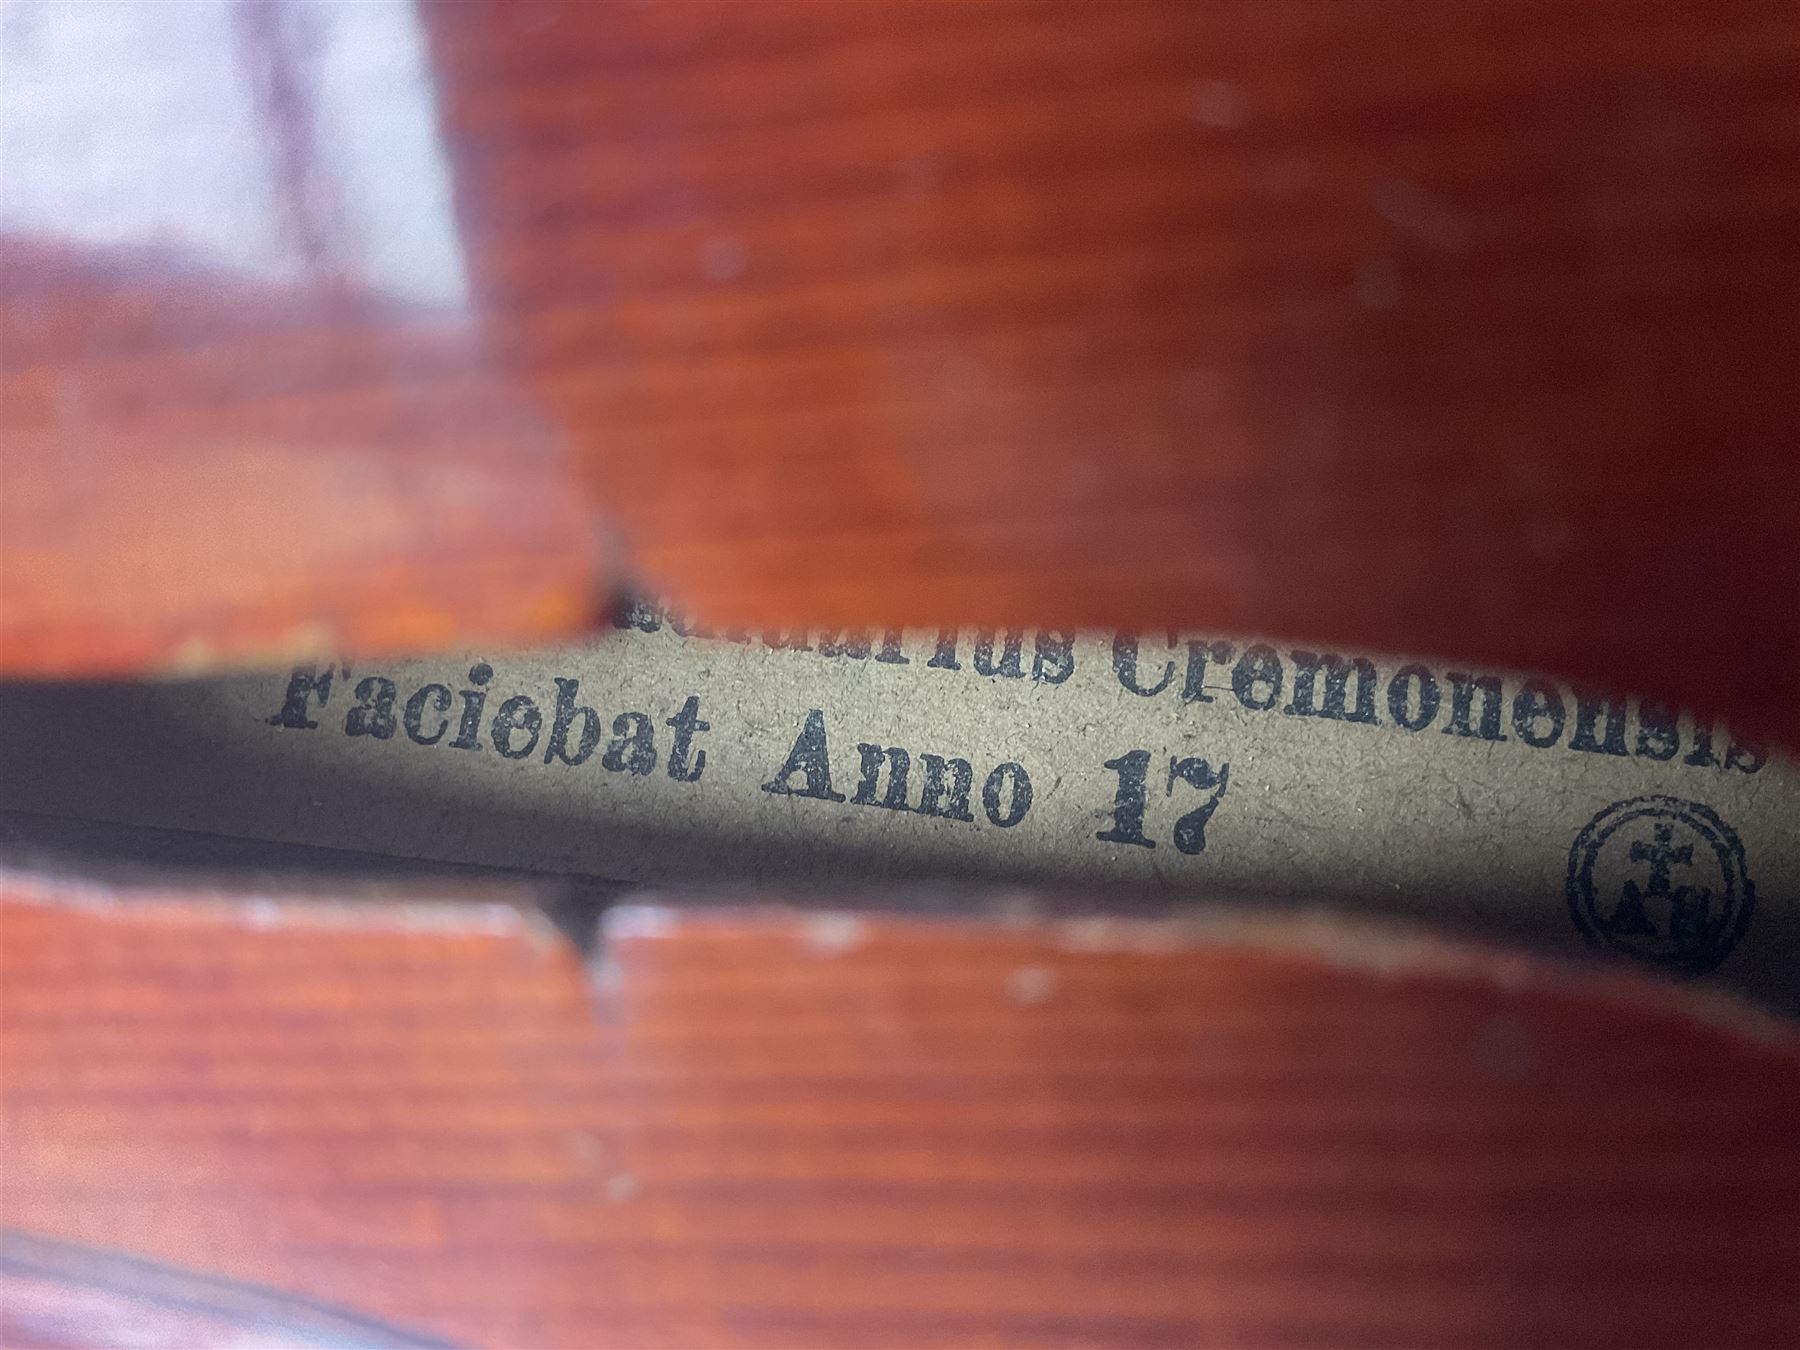 Cremonensis
Faciebat Anno 17